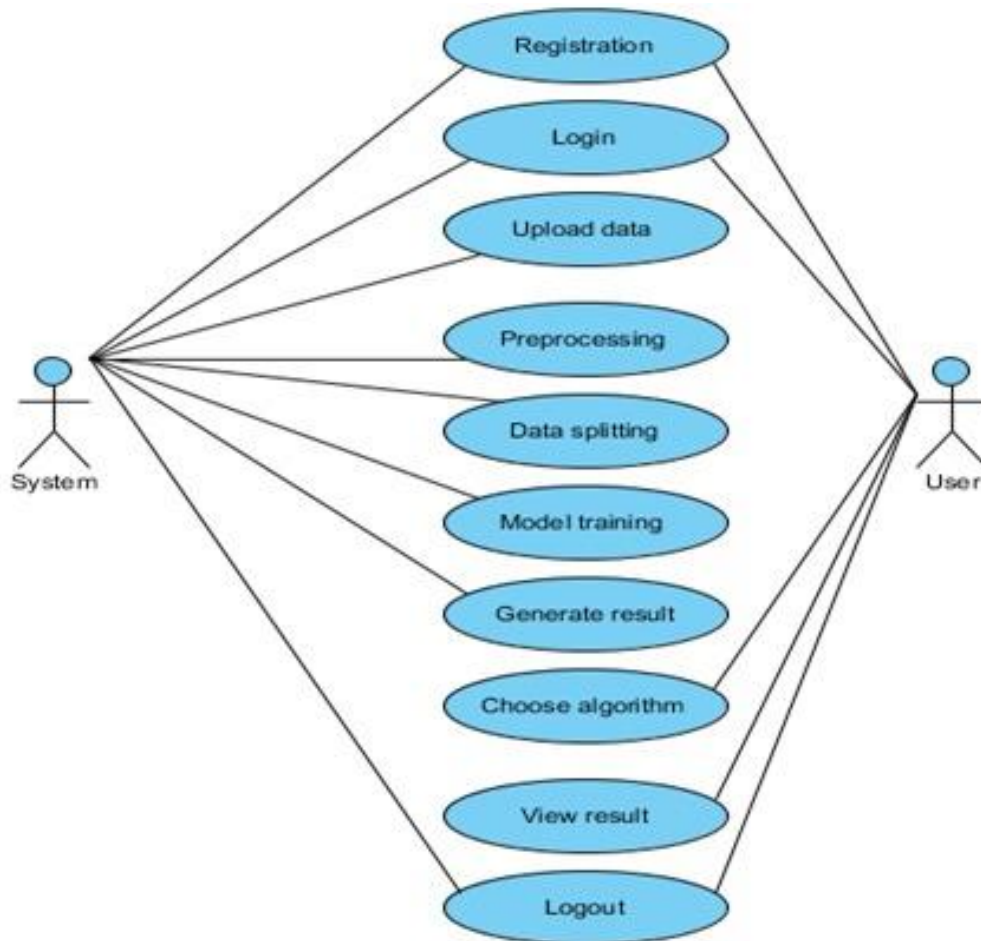 Registration
Login
Upload data
Preprocessing
Data splitting
System
User
Model training
Generate result
Choose algorithm
View result
Logout